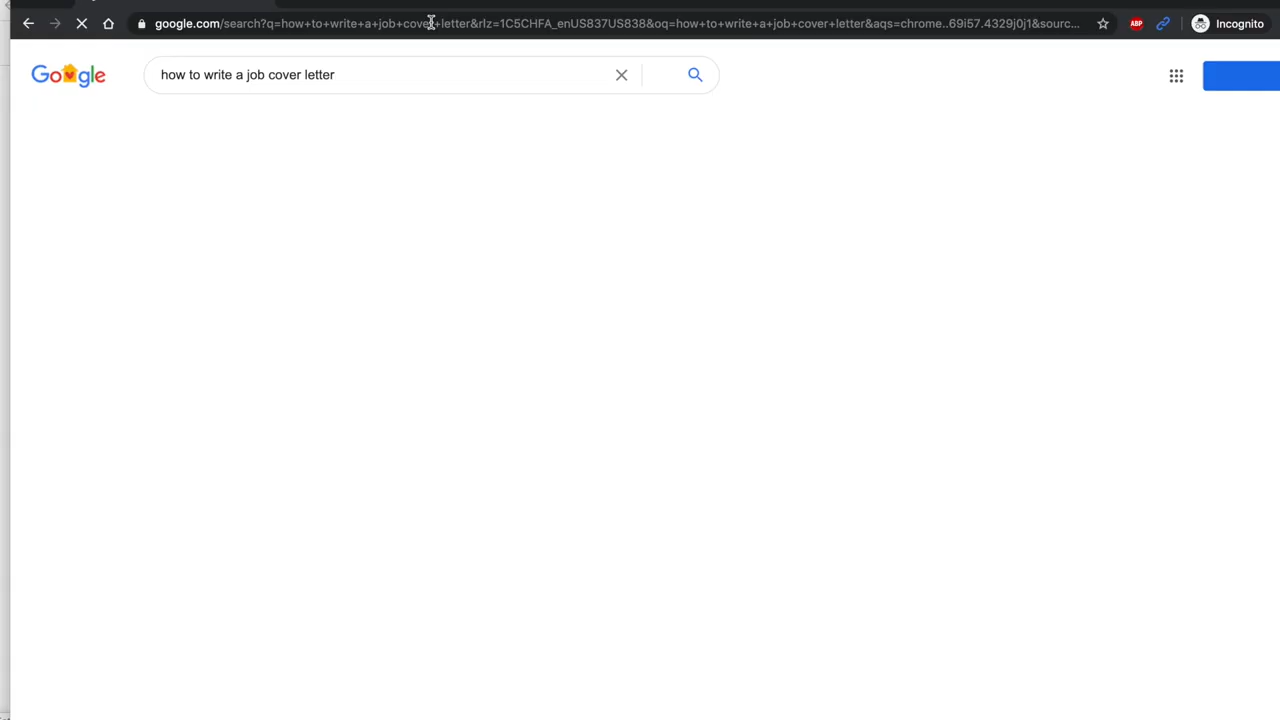 google.com/search?q=how+to+write+a+job+cover+letter&rlz=1C5CHFA_enUS837US838&oq=how+to+write+a+job+cover+letter&aqs=chrome..69i57.4329j0j1&sourc...
ABP
Incognito
Google
how to write a job cover letter